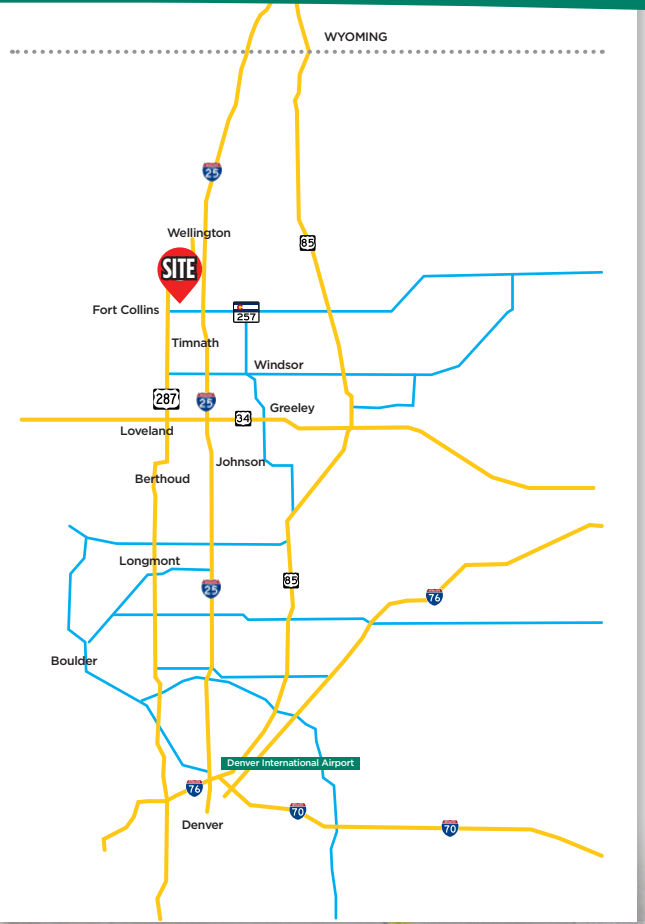 WYOMING
25
Wellington
85
SITE
Fort Collins
257
Timnath
Windsor
287
25
Greeley
34
Loveland
Johnson
Berthoud
Longmont
85
25
76
Boulder
Denver International Airport
76
70
Denver
70